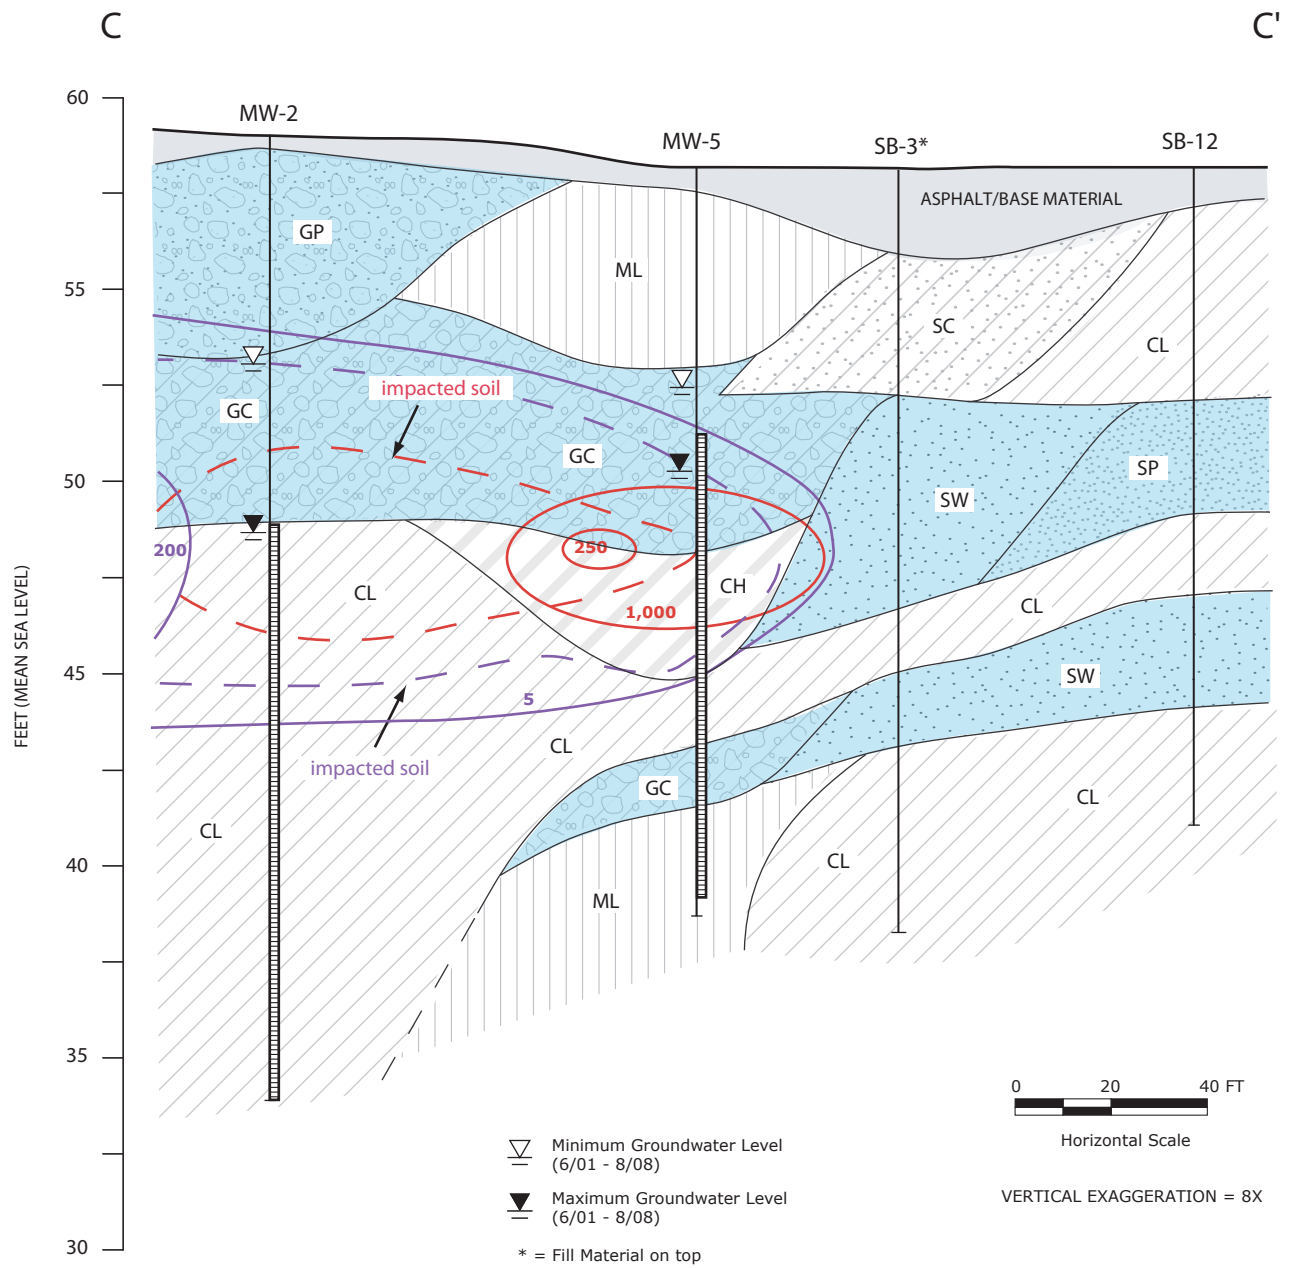 C
C'
60
MW-2
MW-5
SB-3*
SB-12
ASPHALT/BASE MATERIAL
GP
ML
55
SC
CL
impacted soil
GC
GC
50
SP
SW
200
250
CL
CH
1,000
CL
FEET (MEAN SEA LEVEL)
45
SW
5
CL
impacted soil
GC
CL
CL
40
CL
ML
35
0 20 40 FT
Horizontal Scale
Minimum Groundwater Level
(6/01 - 8/08)
Maximum Groundwater Level
(6/01 - 8/08)
VERTICAL EXAGGERATION = 8X
30
* = Fill Material on top